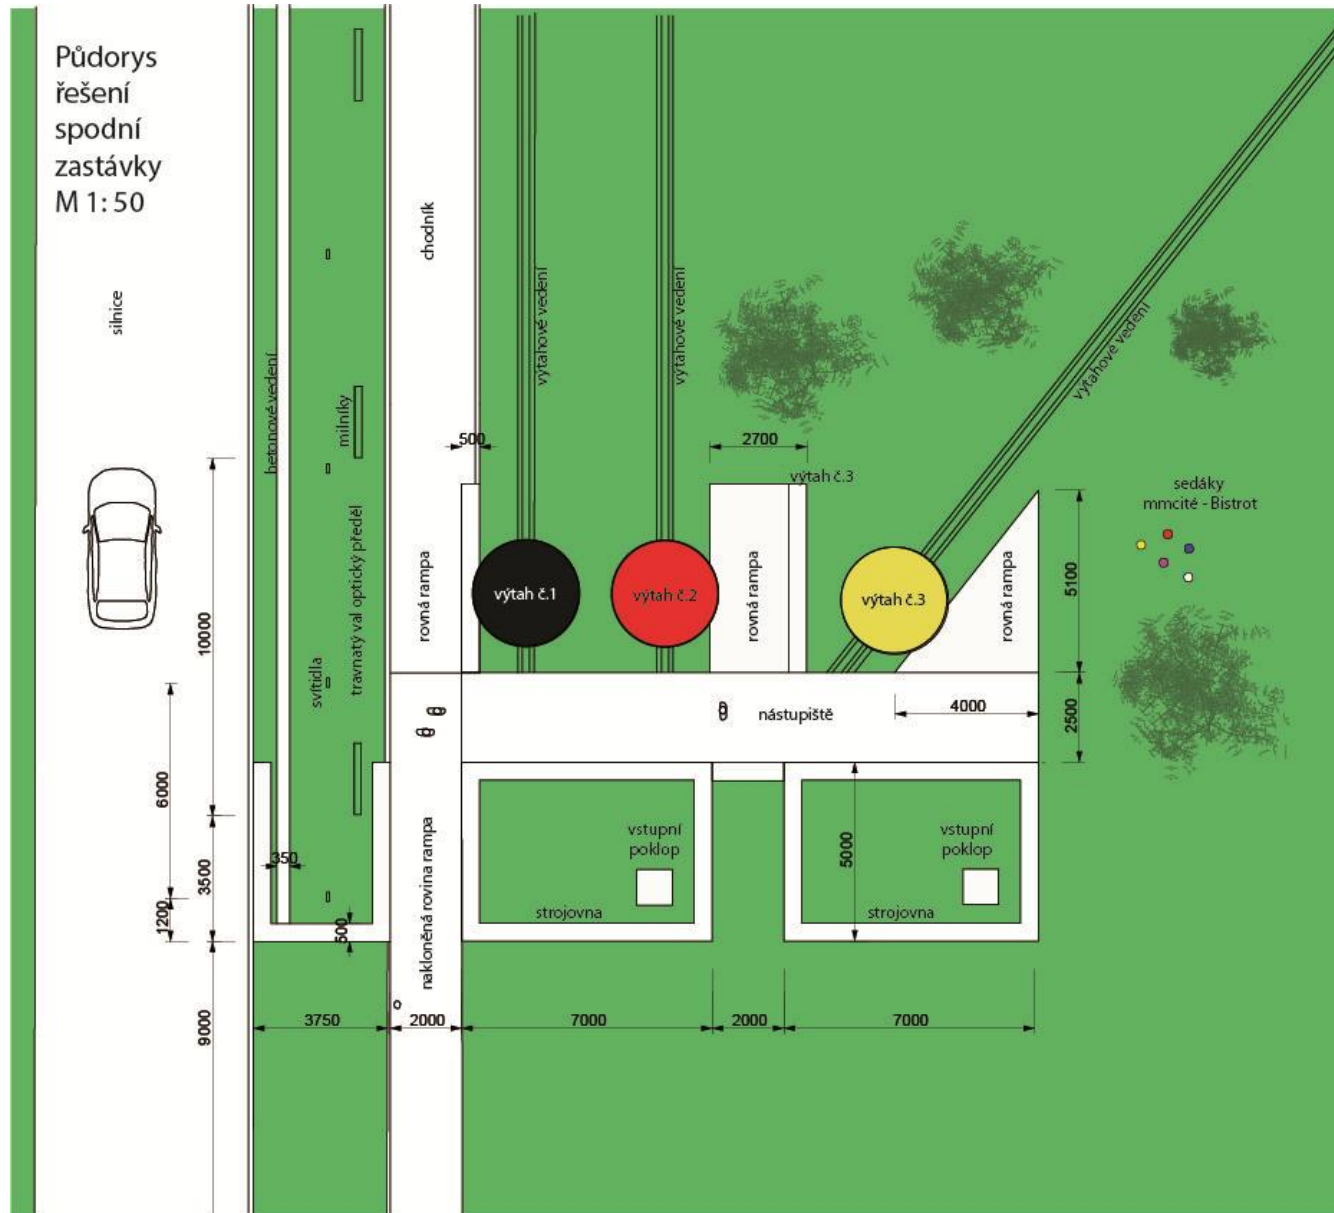 Půdorys
řešení
spodní
zastávky
M 1: 50
silnice
betonové vedení
milníky
chodník
výtahové vedení
výtahové vedení
výtahové vedení
500
2700
výtah č.3
sedáky
mmcité - Bistrot
rovná rampa
výtah č.1
výtah č.2
rovná rampa
výtah č.3
rovná rampa
5100
10000
svítidla
travnatý val optický předěl
nástupiště
4000
2500
6000
3500
1200
350
500
nakloněná rovina rampa
vstupní
poklop
strojovna
5000
vstupní
poklop
strojovna
9000
3750
2000
7000
2000
7000